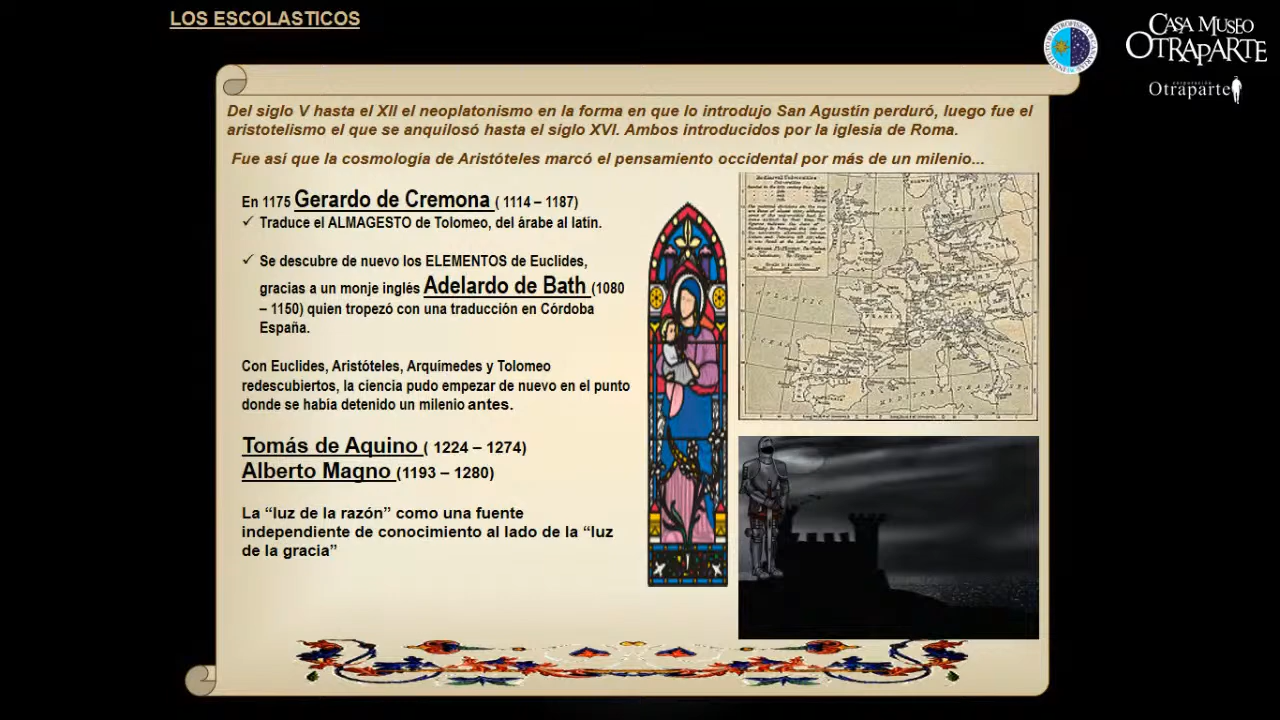 LOS ESCOLASTICOS
CASA MUSEO
OTRAPARTE
corporación
Otraparte
Del siglo V hasta el XII el neoplatonismo en la forma en que lo introdujo San Agustín perduró, luego fue el
aristotelismo el que se anquilosó hasta el siglo XVI. Ambos introducidos por la iglesia de Roma.
Fue así que la cosmología de Aristóteles marcó el pensamiento occidental por más de un milenio...
En 1175 Gerardo de Cremona ( 1114 – 1187)
✓ Traduce el ALMAGESTO de Tolomeo, del árabe al latín.
✓ Se descubre de nuevo los ELEMENTOS de Euclides,
gracias a un monje inglés Adelardo de Bath (1080
– 1150) quien tropezó con una traducción en Córdoba
España.
Con Euclides, Aristóteles, Arquímedes y Tolomeo
redescubiertos, la ciencia pudo empezar de nuevo en el punto
donde se había detenido un milenio antes.
Tomás de Aquino ( 1224 – 1274)
Alberto Magno (1193 – 1280)
La “luz de la razón” como una fuente
independiente de conocimiento al lado de la “luz
de la gracia”